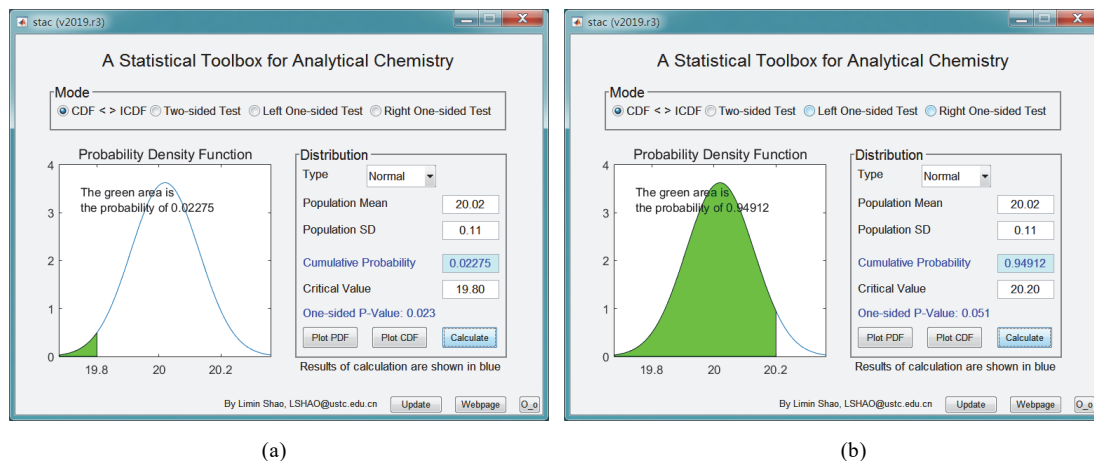 stac (v2019.r3)
A Statistical Toolbox for Analytical Chemistry
Mode
CDF < > ICDF Two-sided Test Left One-sided Test Right One-sided Test
Probability Density Function
The green area is
the probability of 0.02275
4
3
2
1
0
19.8 20 20.2
Distribution
Type Normal
Population Mean 20.02
Population SD 0.11
Cumulative Probability 0.02275
Critical Value 19.80
One-sided P-Value: 0.023
Plot PDF Plot CDF Calculate
Results of calculation are shown in blue
By Limin Shao, LSHAO@ustc.edu.cn Update Webpage O_o
(a)
stac (v2019.r3)
A Statistical Toolbox for Analytical Chemistry
Mode
CDF < > ICDF Two-sided Test Left One-sided Test Right One-sided Test
Probability Density Function
The green area is
the probability of 0.94912
4
3
2
1
0
19.8 20 20.2
Distribution
Type Normal
Population Mean 20.02
Population SD 0.11
Cumulative Probability 0.94912
Critical Value 20.20
One-sided P-Value: 0.051
Plot PDF Plot CDF Calculate
Results of calculation are shown in blue
By Limin Shao, LSHAO@ustc.edu.cn Update Webpage O_o
(b)